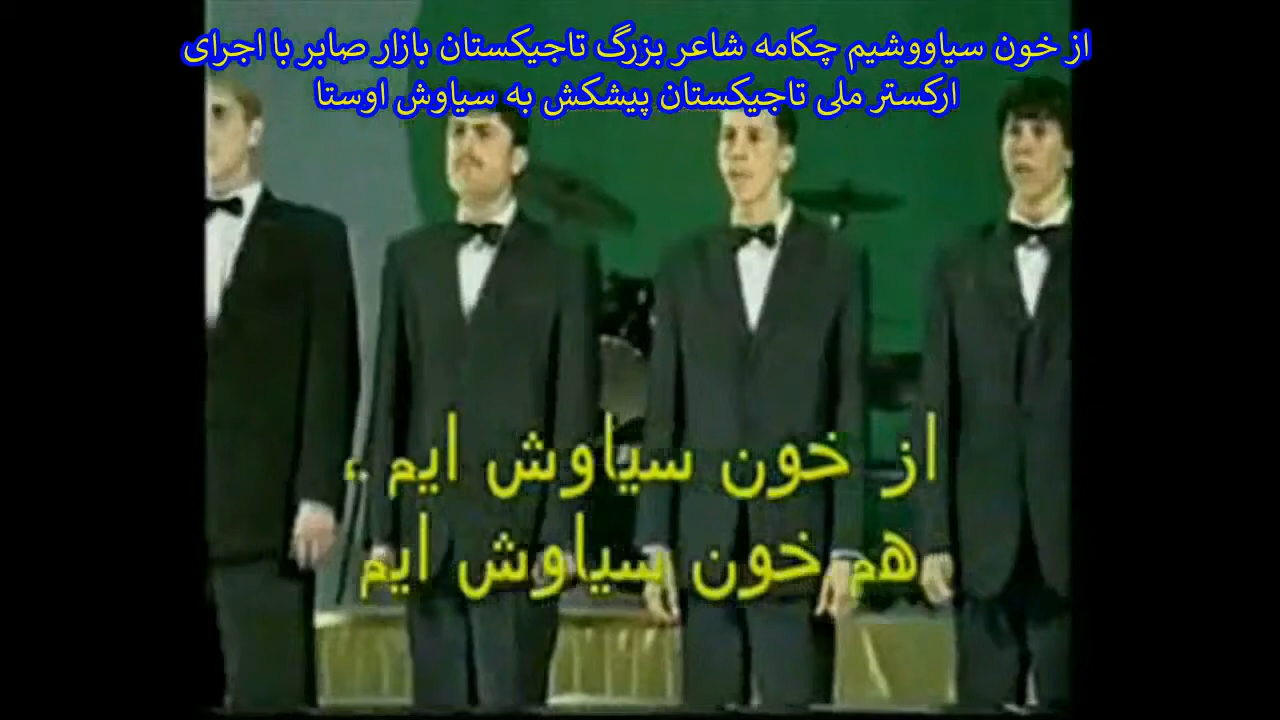 از خون سیاووشیم چکامه شاعر بزرگ تاجیکستان بازار صابر با اجرای
ارکستر ملی تاجیکستان پیشکش به سیاوش اوستا
از خون سیاوش ایم ،
هم خون سیاوش ایم